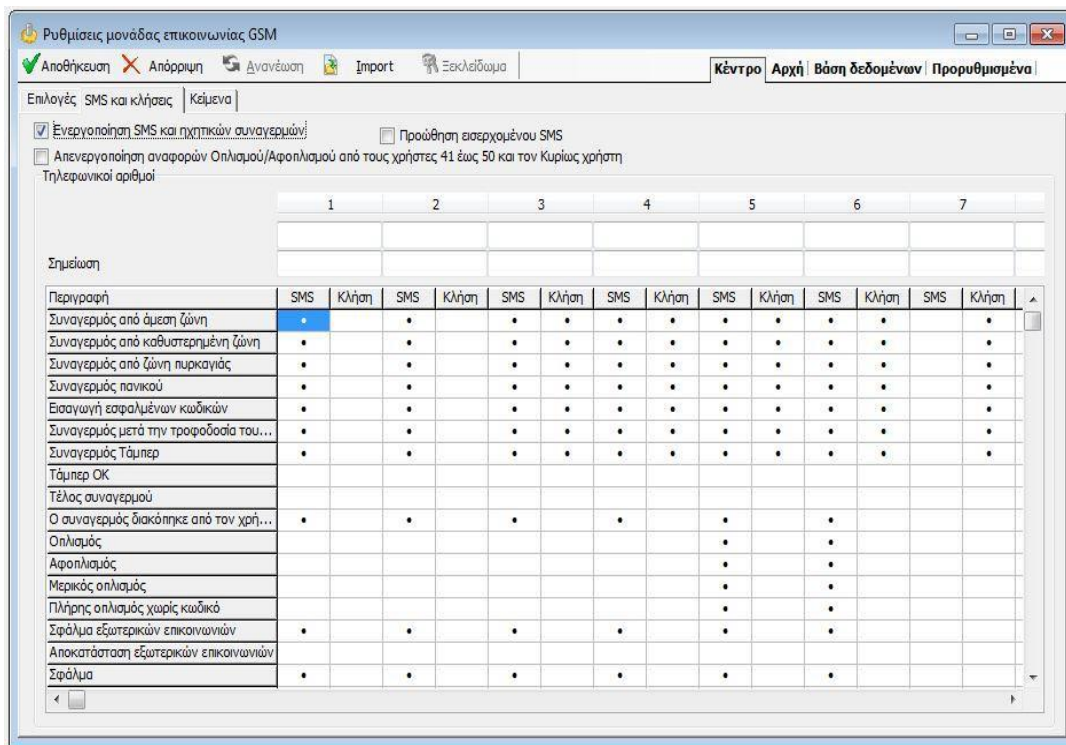 Ρυθμίσεις μονάδας επικοινωνίας GSM
Αποθήκευση Απόρριψη Ανανέωση Import Ξεκλείδωμα Κέντρο Αρχή Βάση δεδομένων Προρυθμισμένα
Επιλογές SMS και κλήσεις Κείμενα
Ενεργοποίηση SMS και ηχητικών συναγερμών Προώθηση εισερχομένου SMS
Απενεργοποίηση αναφορών Οπλισμού/Αφοπλισμού από τους χρήστες 41 έως 50 και τον Κυρίως χρήστη
Τηλεφωνικοί αριθμοί
1 2 3 4 5 6 7
Σημείωση
Περιγραφή SMS Κλήση SMS Κλήση SMS Κλήση SMS Κλήση SMS Κλήση SMS Κλήση SMS Κλήση
Συναγερμός από άμεση ζώνη
Συναγερμός από καθυστερημένη ζώνη
Συναγερμός από ζώνη πυρκαγιάς
Συναγερμός πανικού
Εισαγωγή εσφαλμένων κωδικών
Συναγερμός μετά την τροφοδοσία του...
Συναγερμός Τάμπερ
Τάμπερ OK
Τέλος συναγερμού
Ο συναγερμός διακόπηκε από τον χρή...
Οπλισμός
Αφοπλισμός
Μερικός οπλισμός
Πλήρης οπλισμός χωρίς κωδικό
Σφάλμα εξωτερικών επικοινωνιών
Αποκατάσταση εξωτερικών επικοινωνιών
Σφάλμα